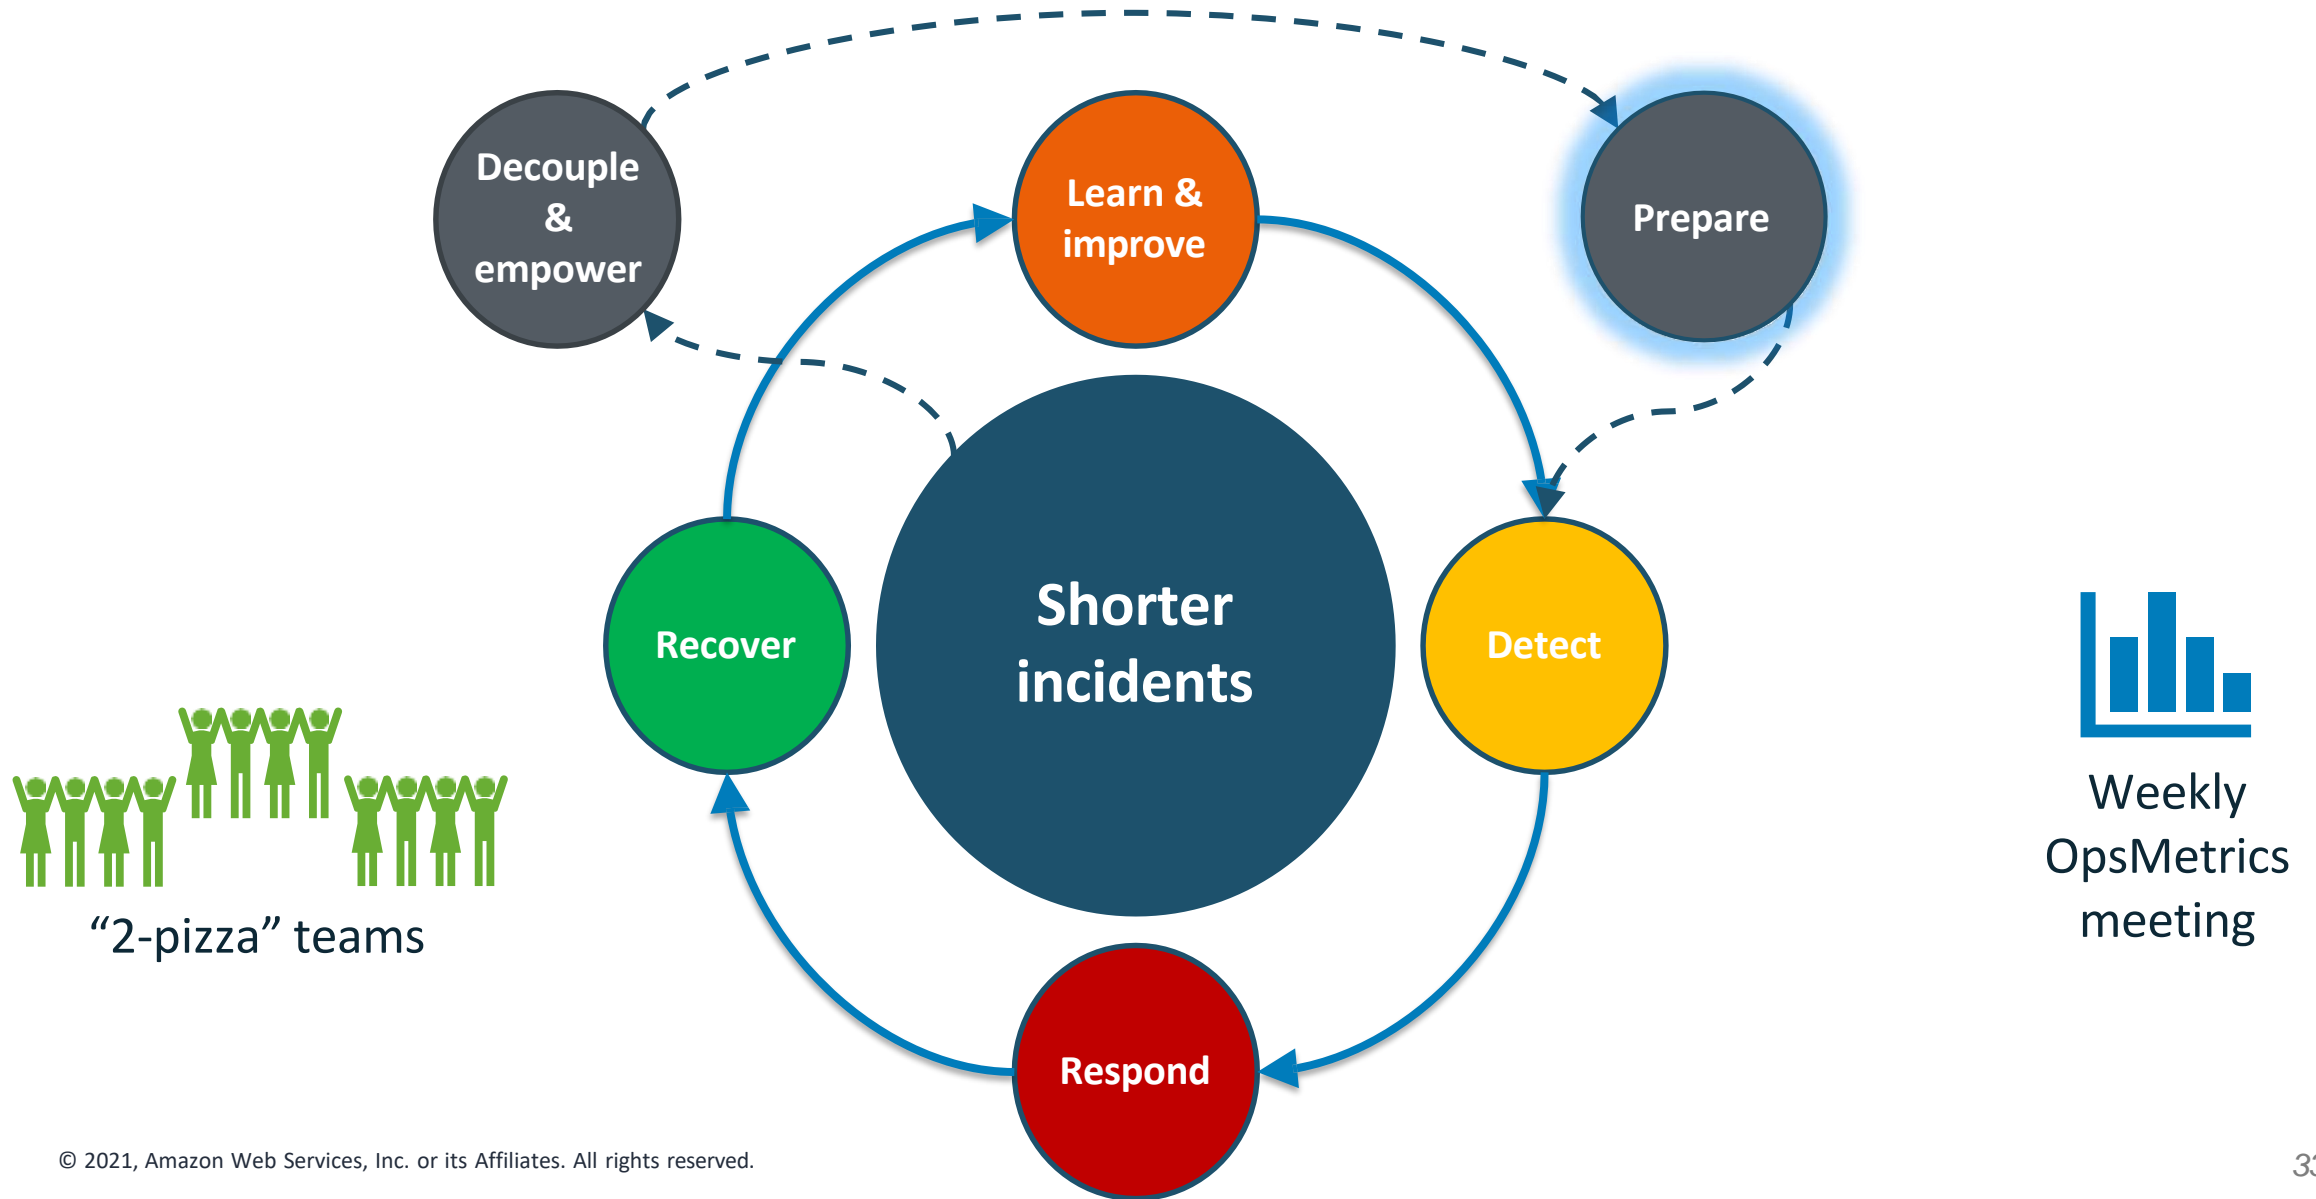 Decouple
&
empower
Learn &
improve
Prepare
Recover
Shorter
incidents
Detect
"2-pizza" teams
Weekly
OpsMetrics
meeting
Respond
© 2021, Amazon Web Services, Inc. or its Affiliates. All rights reserved.